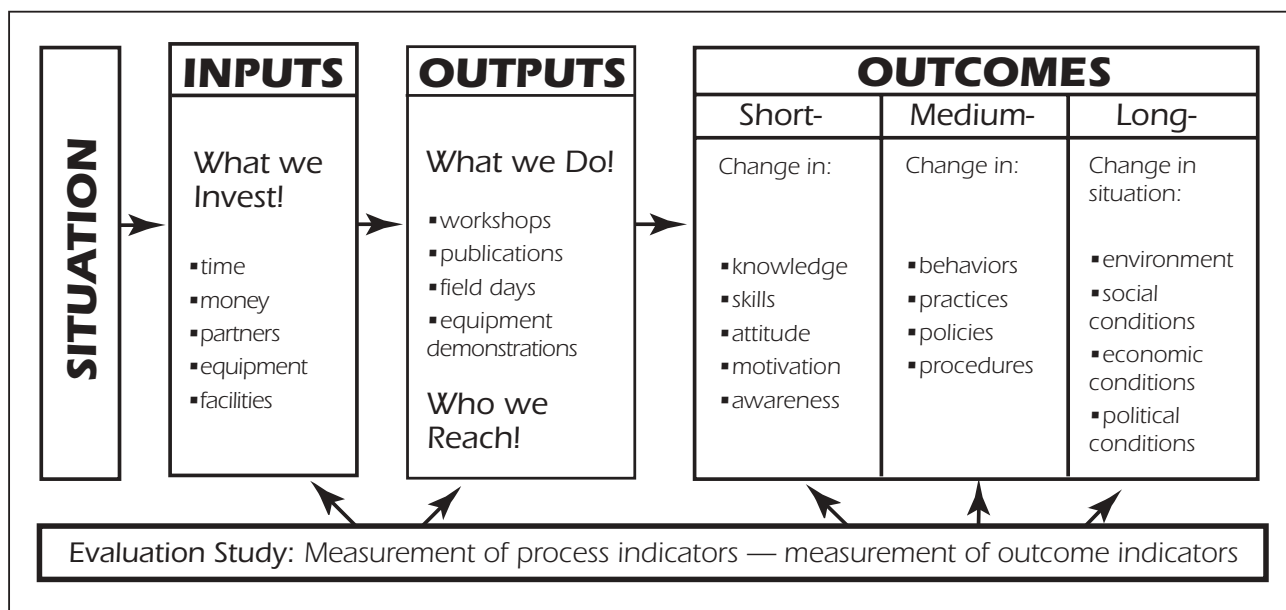 SITUATION
INPUTS
What we
Invest!
▪time
▪money
▪partners
▪equipment
▪facilities
OUTPUTS
What we Do!
▪workshops
▪publications
▪field days
▪equipment
demonstrations
Who we
Reach!
OUTCOMES
Short-
Change in:
▪knowledge
▪skills
▪attitude
▪motivation
▪awareness
Medium-
Change in:
▪behaviors
▪practices
▪policies
▪procedures
Long-
Change in
situation:
▪environment
▪social
conditions
▪economic
conditions
▪political
conditions
Evaluation Study: Measurement of process indicators — measurement of outcome indicators